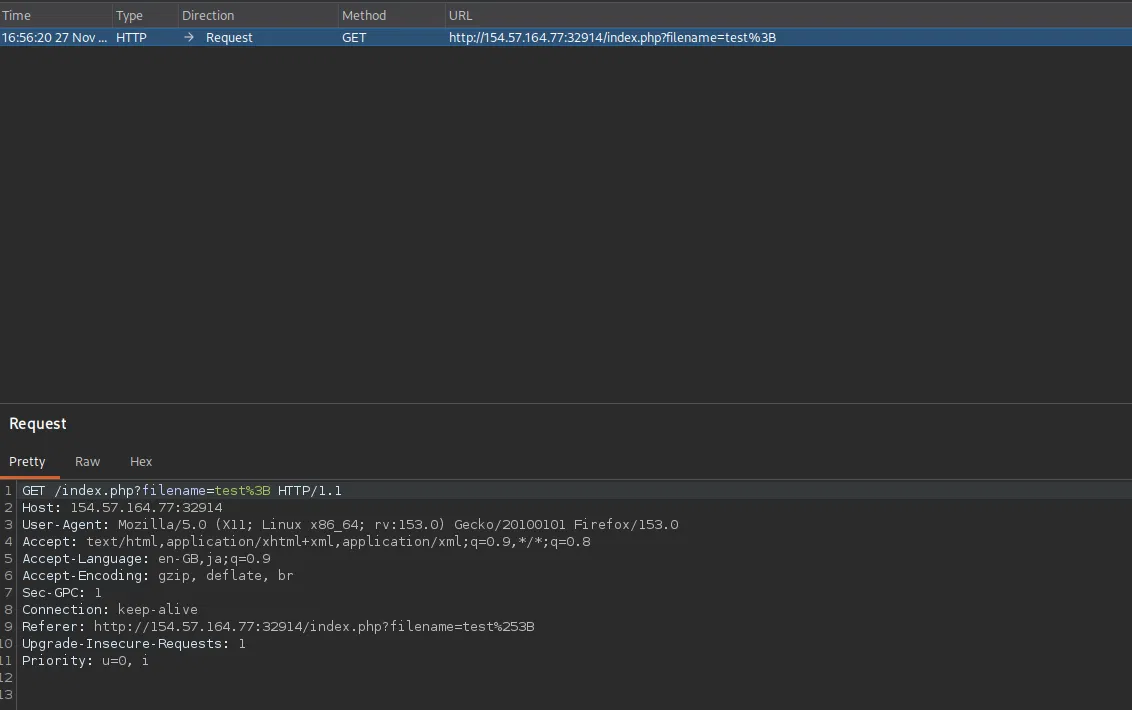 Time Type Direction Method URL
16:56:20 27 Nov ... HTTP → Request GET http://154.57.164.77:32914/index.php?filename=test%3B
Request
Pretty Raw Hex
1 GET /index.php?filename=test%3B HTTP/1.1
2 Host: 154.57.164.77:32914
3 User-Agent: Mozilla/5.0 (X11; Linux x86_64; rv:153.0) Gecko/20100101 Firefox/153.0
4 Accept: text/html,application/xhtml+xml,application/xml;q=0.9,*/*;q=0.8
5 Accept-Language: en-GB,ja;q=0.9
6 Accept-Encoding: gzip, deflate, br
7 Sec-GPC: 1
8 Connection: keep-alive
9 Referer: http://154.57.164.77:32914/index.php?filename=test%253B
10 Upgrade-Insecure-Requests: 1
11 Priority: u=0, i
12
13